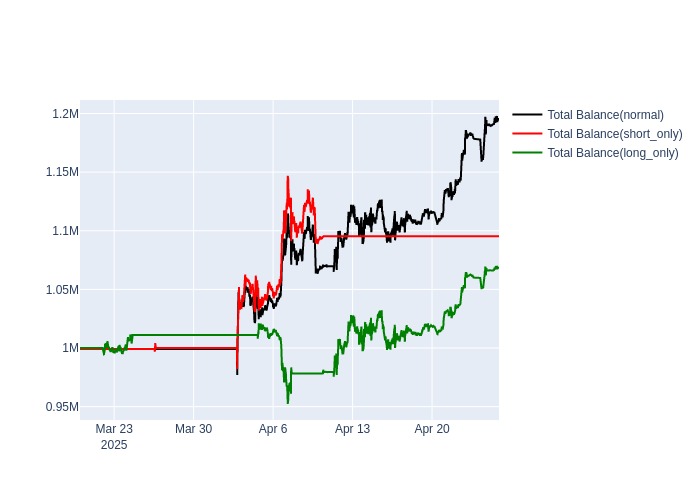 1.2M
1.15M
1.1M
1.05M
1M
0.95M
Mar 23
2025
Mar 30
Apr 6
Apr 13
Apr 20
Total Balance(normal)
Total Balance(short_only)
Total Balance(long_only)